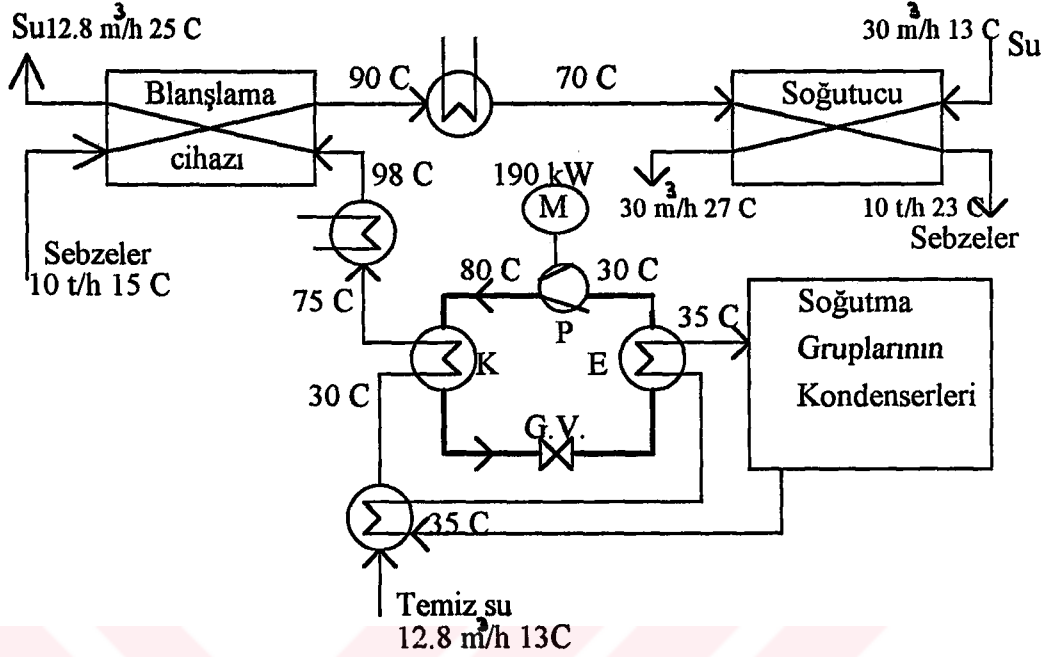 Su12.8 m³/h 25 C
30 m³/h 13 C
Su
90 C
70 C
Blanşlama
cihazı
Soğutucu
98 C
190 kW
M
30 m³/h 27 C
10 t/h 23 C
Sebzeler
Sebzeler
10 t/h 15 C
75 C
80 C
30 C
P
35 C
Soğutma
Gruplarının
Kondenserleri
K
E
30 C
G.V.
35 C
Temiz su
12.8 m³/h 13C